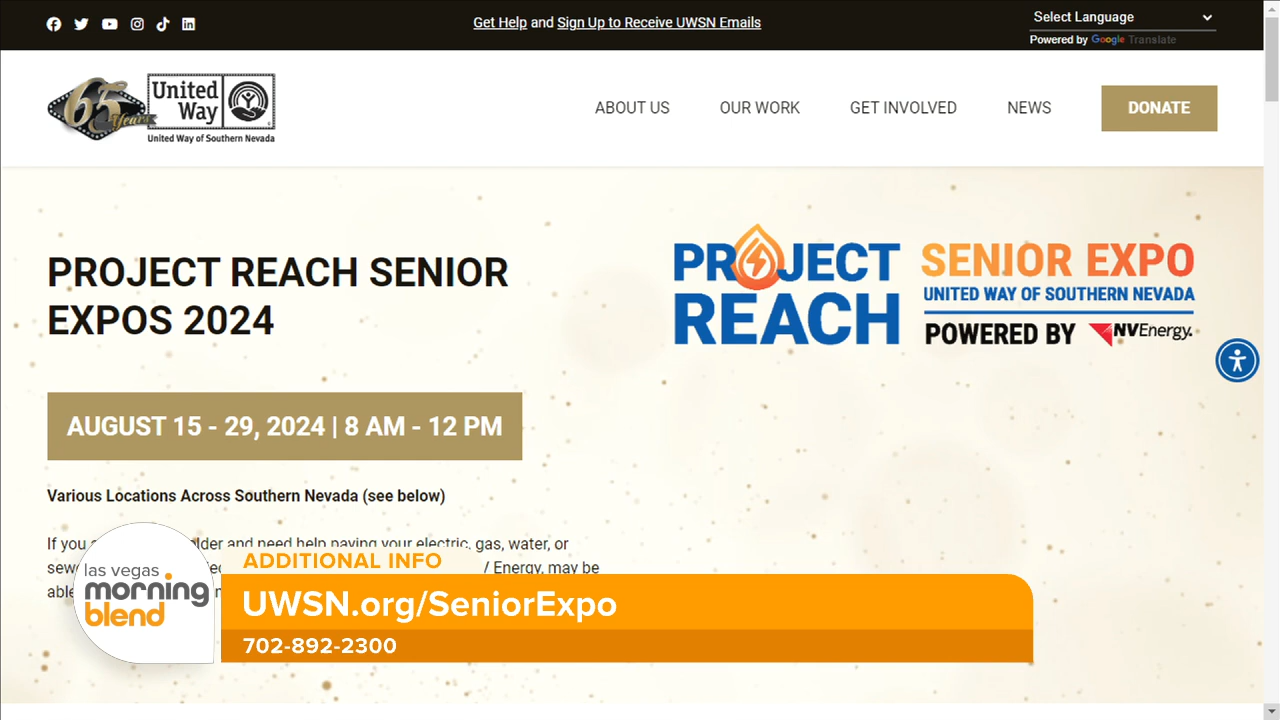 Get Help and Sign Up to Receive UWSN Emails
Select Language
Powered by Google Translate
65 Years
United Way
United Way of Southern Nevada
ABOUT US
OUR WORK
GET INVOLVED
NEWS
DONATE
PROJECT REACH SENIOR
EXPOS 2024
PROJECT
REACH
SENIOR EXPO
UNITED WAY OF SOUTHERN NEVADA
POWERED BY NVEnergy.
AUGUST 15 - 29, 2024 | 8 AM - 12 PM
Various Locations Across Southern Nevada (see below)
If you and need help paying your electric, gas, water, or
Energy, may be
las vegas
morning
blend
ADDITIONAL INFO
UWSN.org/SeniorExpo
702-892-2300